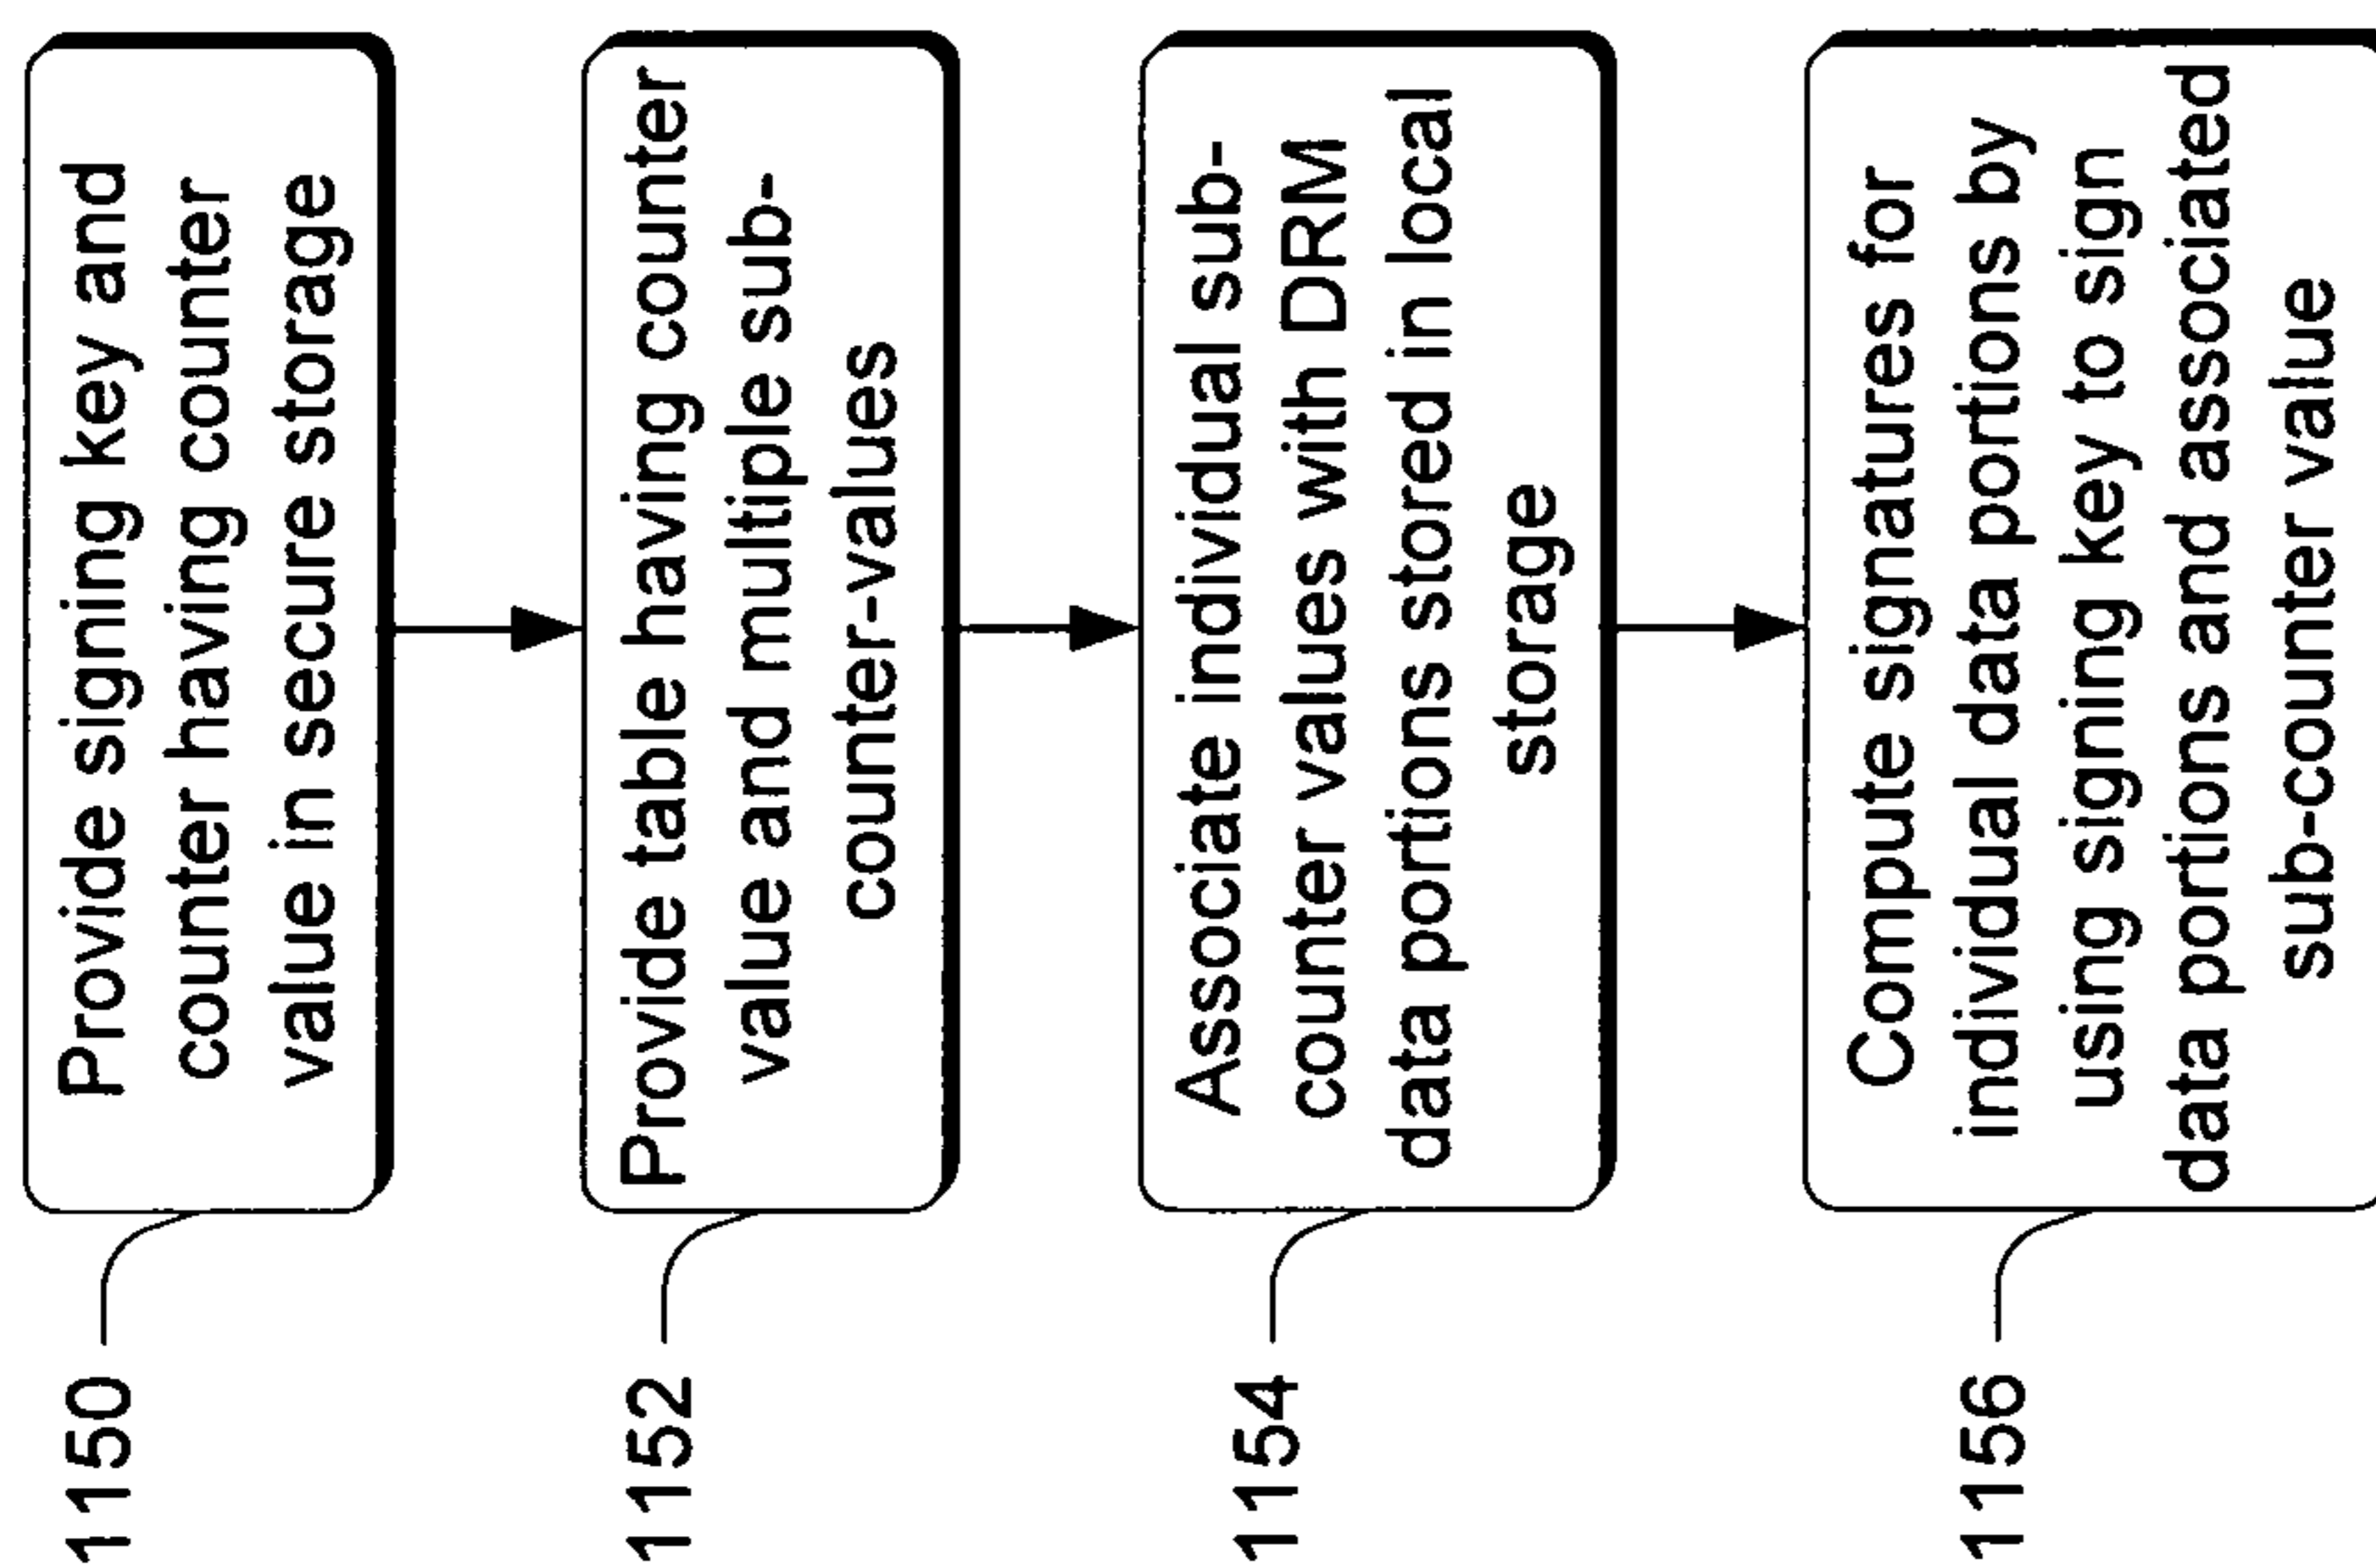 1150
Provide signing key and
counter having counter
value in secure storage
1152
Provide table having counter
value and multiple sub-
counter-values
1154
Associate individual sub-
counter values with DRM
data portions stored in local
storage
1156
Compute signatures for
individual data portions by
using signing key to sign
data portions and associated
sub-counter value